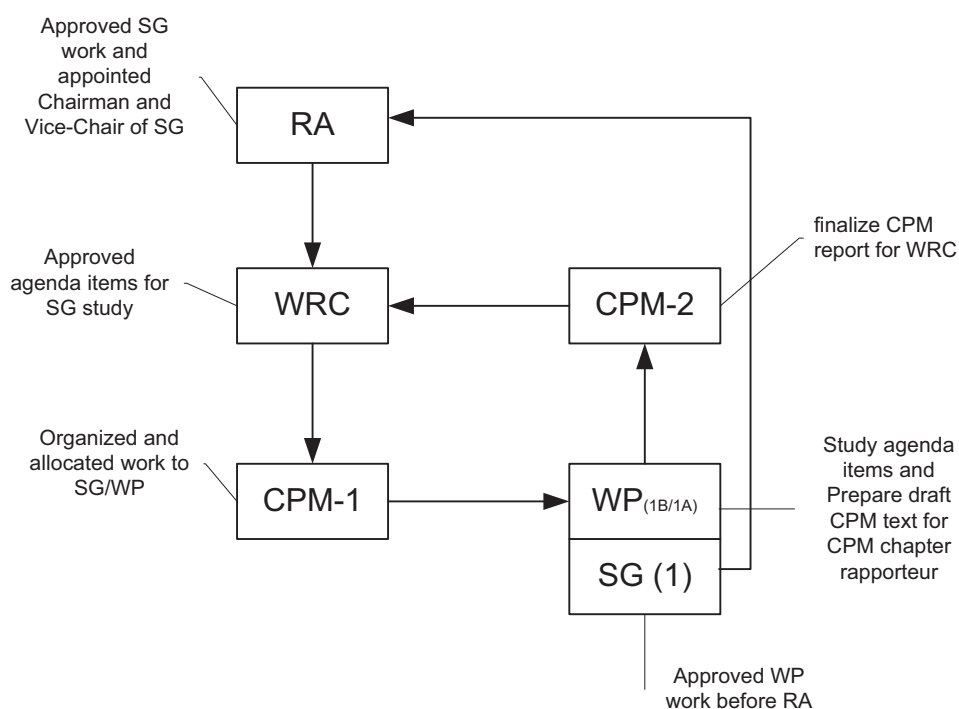 Approved SG
work and
appointed
Chairman and
Vice-Chair of SG
RA
finalize CPM
report for WRC
Approved
agenda items for
SG study
WRC
CPM-2
Organized and
allocated work to
SG/WP
CPM-1
WP(1B/1A)
SG (1)
Study agenda
items and
Prepare draft
CPM text for
CPM chapter
rapporteur
Approved WP
work before RA